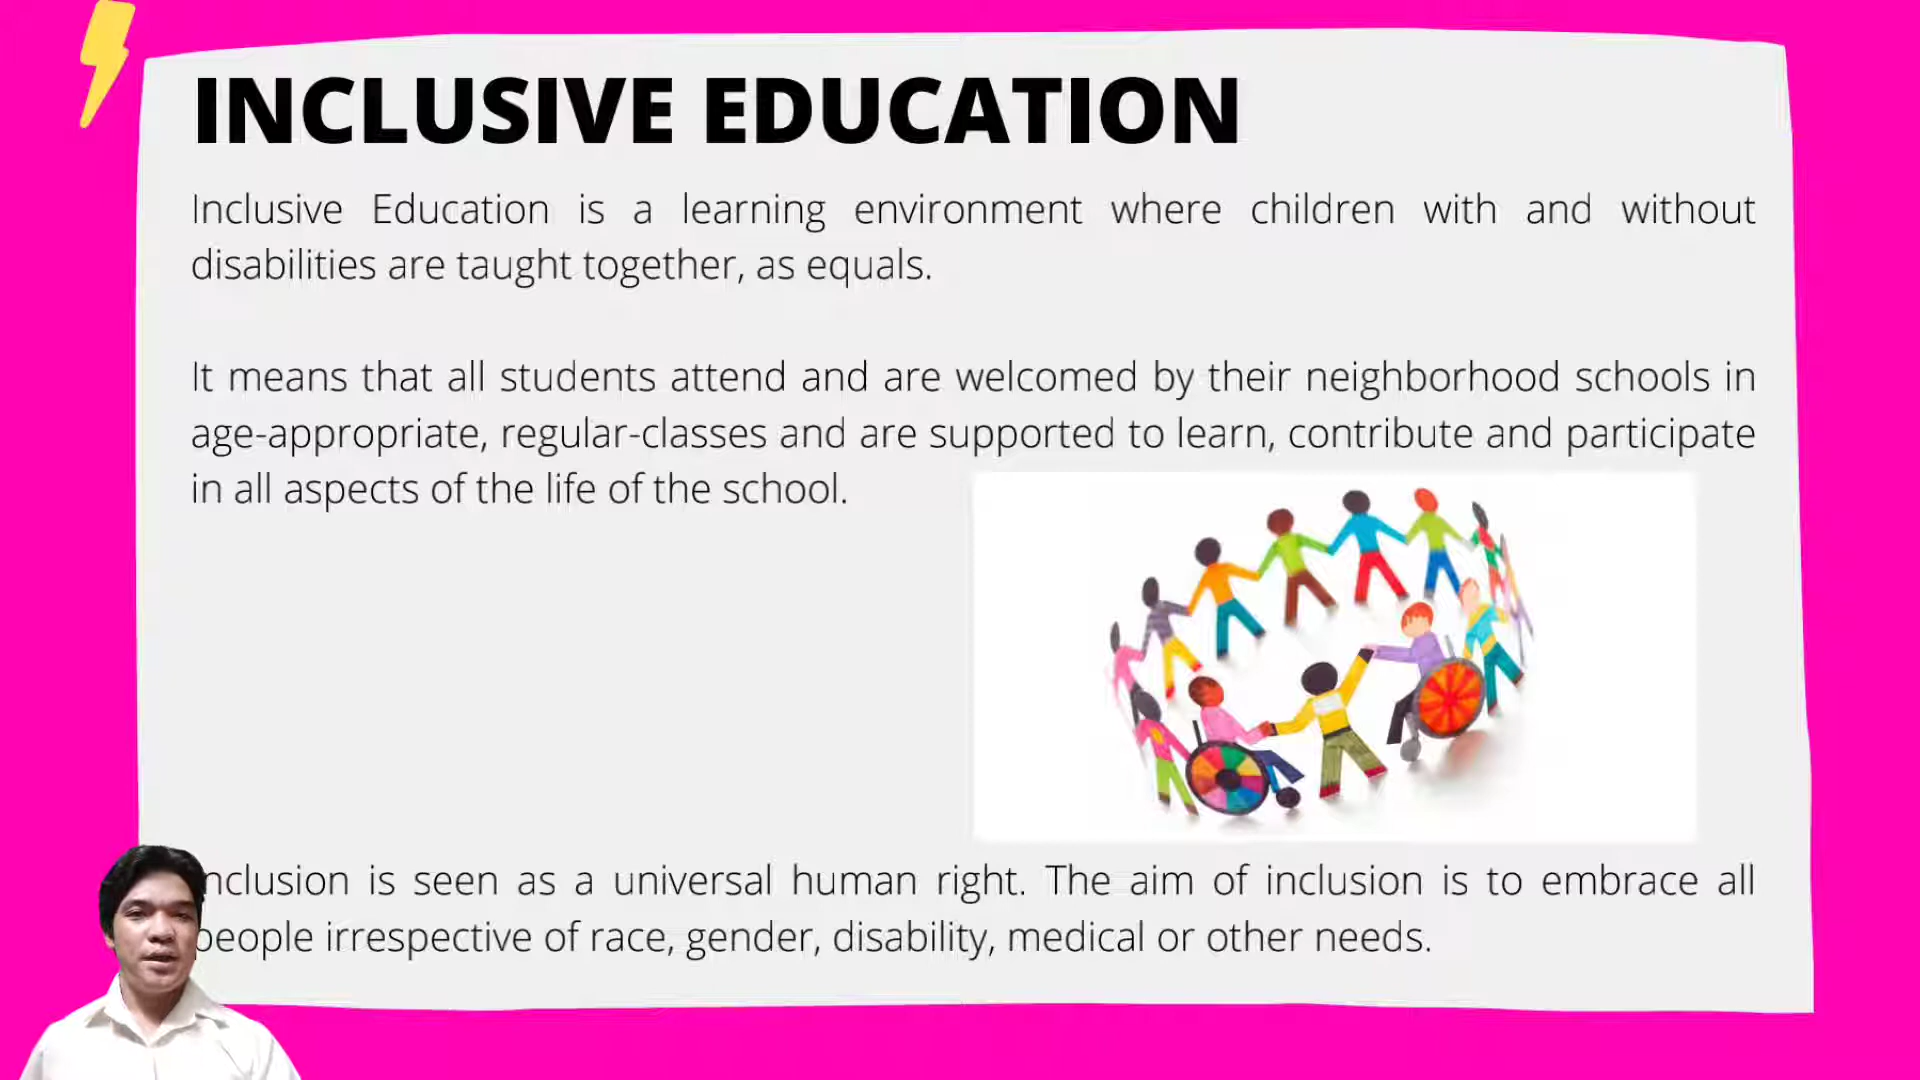 INCLUSIVE EDUCATION
Inclusive Education is a learning environment where children with and without
disabilities are taught together, as equals.
It means that all students attend and are welcomed by their neighborhood schools in
age-appropriate, regular-classes and are supported to learn, contribute and participate
in all aspects of the life of the school.
Inclusion is seen as a universal human right. The aim of inclusion is to embrace all
people irrespective of race, gender, disability, medical or other needs.